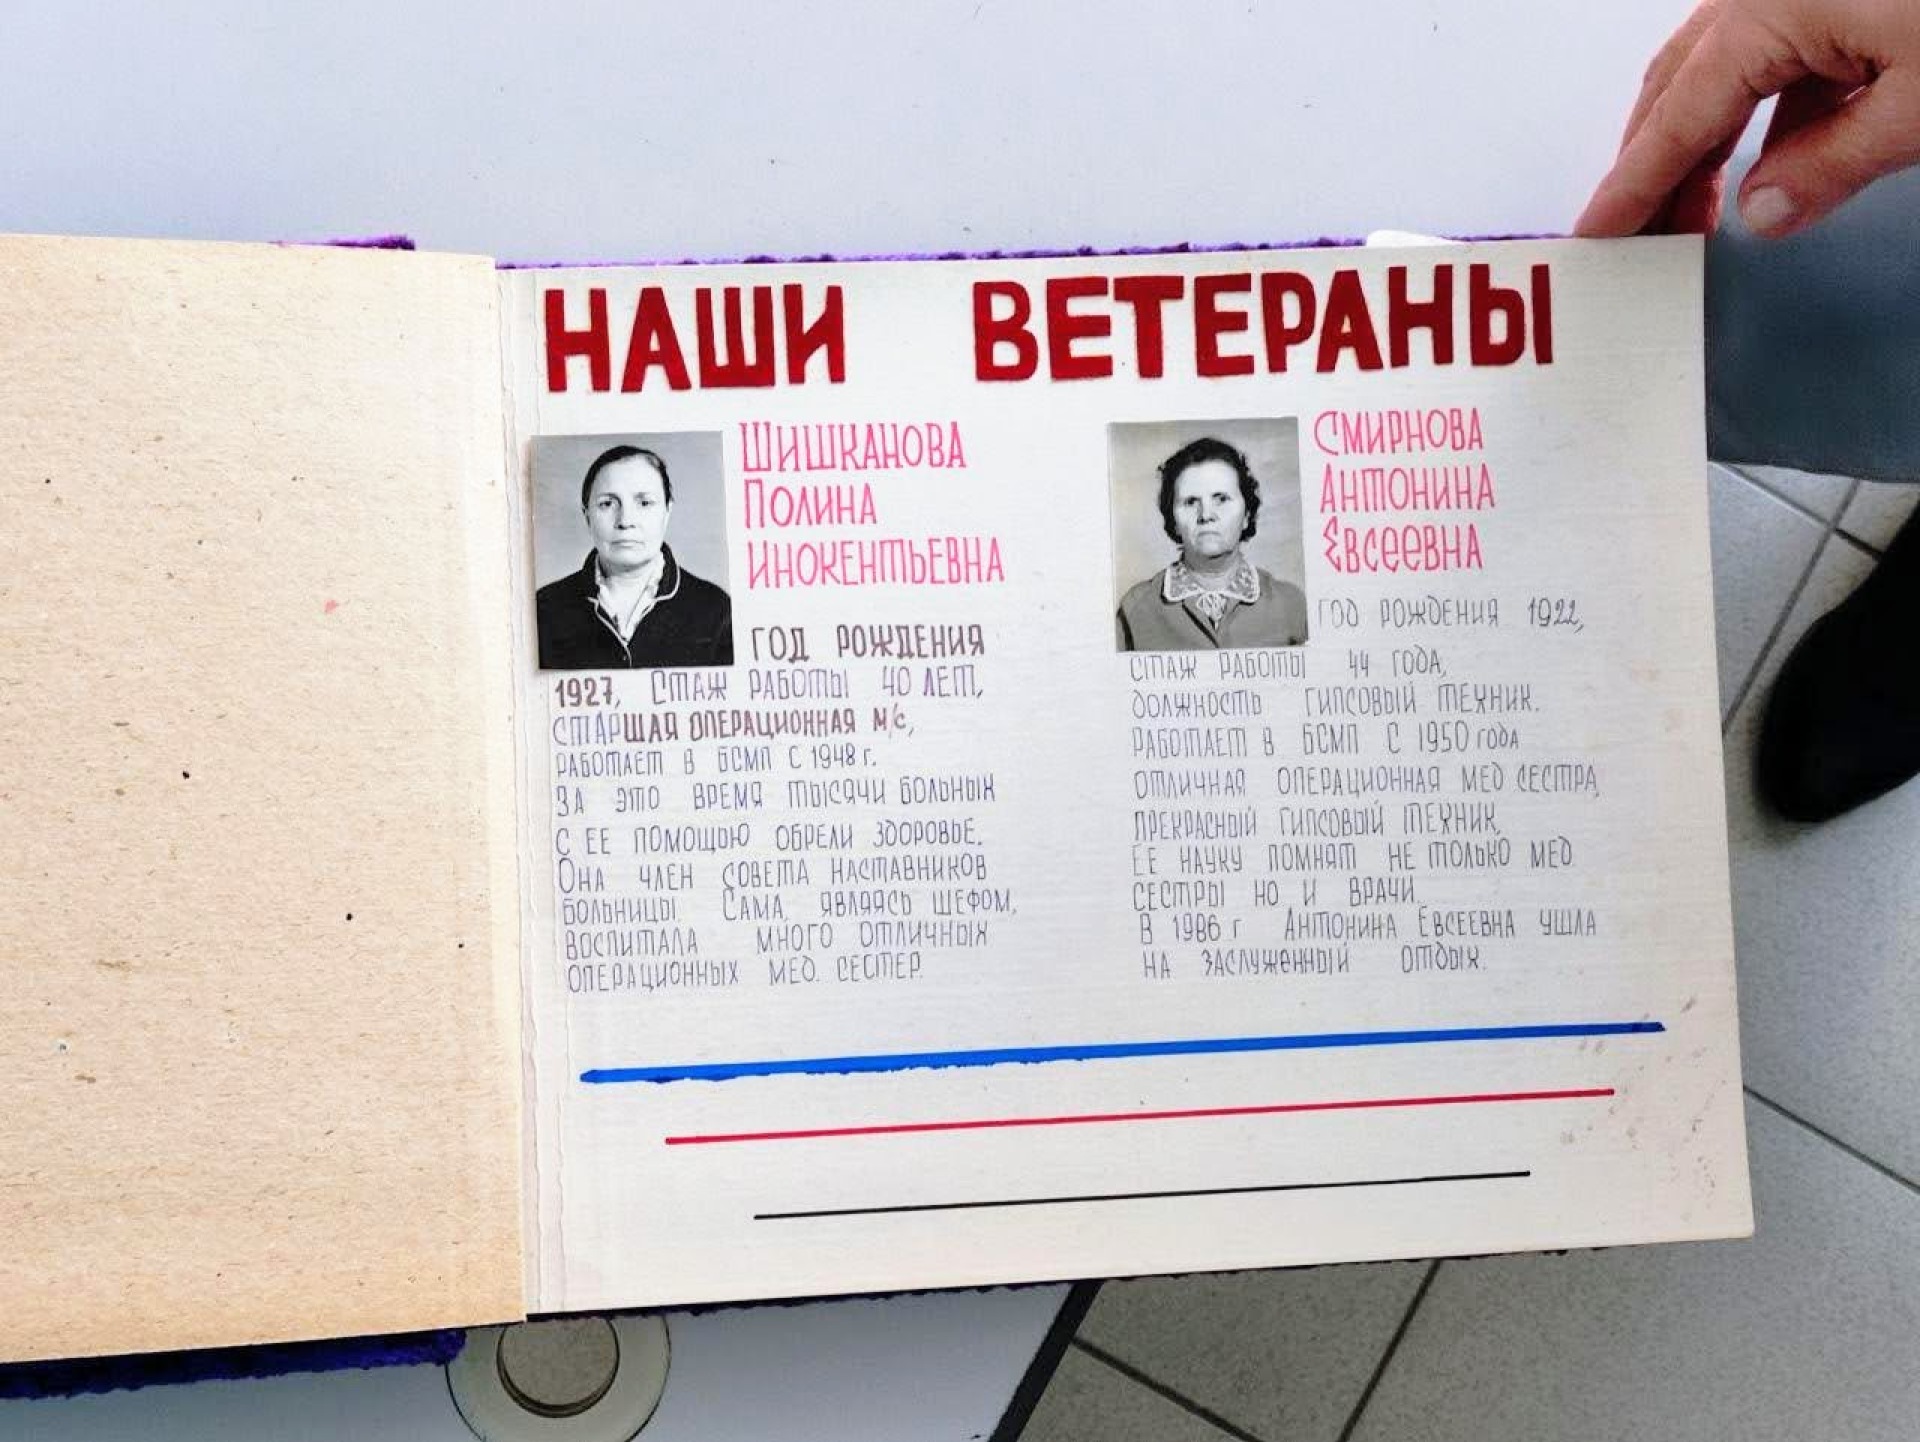 НАШИ ВЕТЕРАНЫ
ШИШКАНОВА
ПОЛИНА
ИНОКЕНТЬЕВНА
ГОД РОЖДЕНИЯ
1927, СТАЖ РАБОТЫ 40 ЛЕТ,
СТАРШАЯ ОПЕРАЦИОННАЯ М/С,
РАБОТАЕТ В БСМП С 1948 г.
ЗА ЭТО ВРЕМЯ ТЫСЯЧИ БОЛЬНЫХ
С ЕЕ ПОМОЩЬЮ ОБРЕЛИ ЗДОРОВЬЕ.
ОНА ЧЛЕН СОВЕТА НАСТАВНИКОВ
БОЛЬНИЦЫ. САМА, ЯВЛЯЯСЬ ШЕФОМ,
ВОСПИТАЛА МНОГО ОТЛИЧНЫХ
ОПЕРАЦИОННЫХ МЕД. СЕСТЕР.
СМИРНОВА
АНТОНИНА
ЕВСЕЕВНА
ГОД РОЖДЕНИЯ 1922,
СТАЖ РАБОТЫ 44 ГОДА,
ДОЛЖНОСТЬ ГИПСОВЫЙ ТЕХНИК.
РАБОТАЕТ В БСМП С 1950 года
ОТЛИЧНАЯ ОПЕРАЦИОННАЯ МЕД СЕСТРА,
ПРЕКРАСНЫЙ ГИПСОВЫЙ ТЕХНИК,
ЕЕ НАУКУ ПОМНЯТ НЕ ТОЛЬКО МЕД.
СЕСТРЫ НО И ВРАЧИ.
В 1986 г АНТОНИНА ЕВСЕЕВНА УШЛА
НА ЗАСЛУЖЕННЫЙ ОТДЫХ.